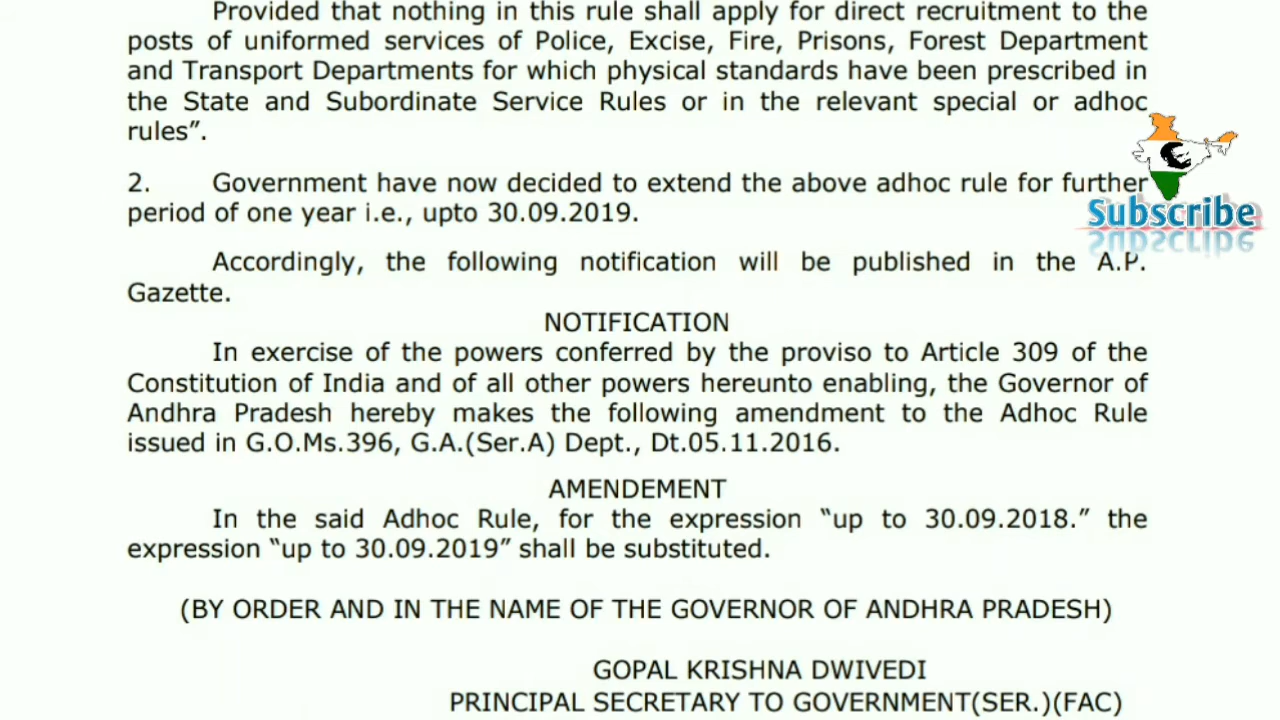 Provided that nothing in this rule shall apply for direct recruitment to the
posts of uniformed services of Police, Excise, Fire, Prisons, Forest Department
and Transport Departments for which physical standards have been prescribed in
the State and Subordinate Service Rules or in the relevant special or adhoc
rules”.
2. Government have now decided to extend the above adhoc rule for further
period of one year i.e., upto 30.09.2019.
Subscribe
Accordingly, the following notification will be published in the A.P.
Gazette.
NOTIFICATION
In exercise of the powers conferred by the proviso to Article 309 of the
Constitution of India and of all other powers hereunto enabling, the Governor of
Andhra Pradesh hereby makes the following amendment to the Adhoc Rule
issued in G.O.Ms.396, G.A.(Ser.A) Dept., Dt.05.11.2016.
AMENDEMENT
In the said Adhoc Rule, for the expression “up to 30.09.2018.” the
expression “up to 30.09.2019” shall be substituted.
(BY ORDER AND IN THE NAME OF THE GOVERNOR OF ANDHRA PRADESH)
GOPAL KRISHNA DWIVEDI
PRINCIPAL SECRETARY TO GOVERNMENT(SER.)(FAC)